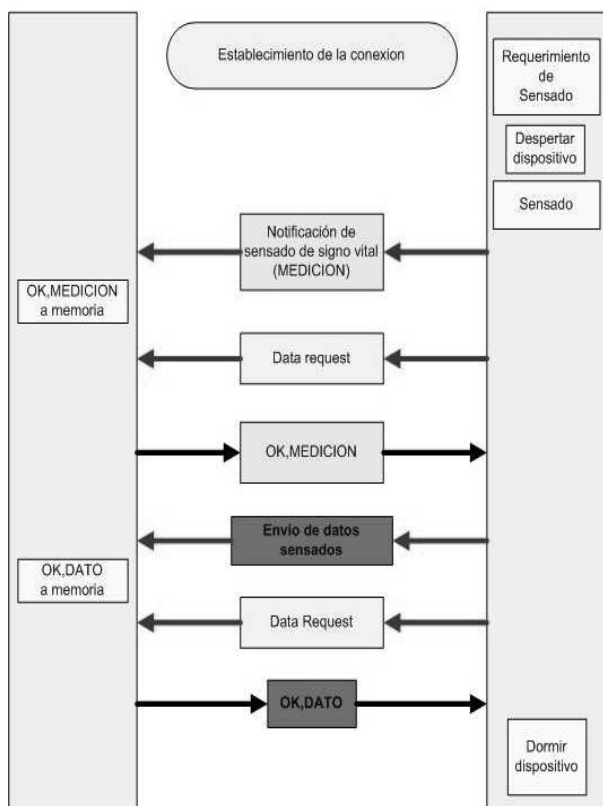 Establecimiento de la conexion
Requerimiento
de
Sensado
Despertar
dispositivo
Sensado
Notificación de
sensado de signo vital
(MEDICION)
OK,MEDICION
a memoria
Data request
OK,MEDICION
Envio de datos
sensados
OK,DATO
a memoria
Data Request
OK,DATO
Dormir
dispositivo